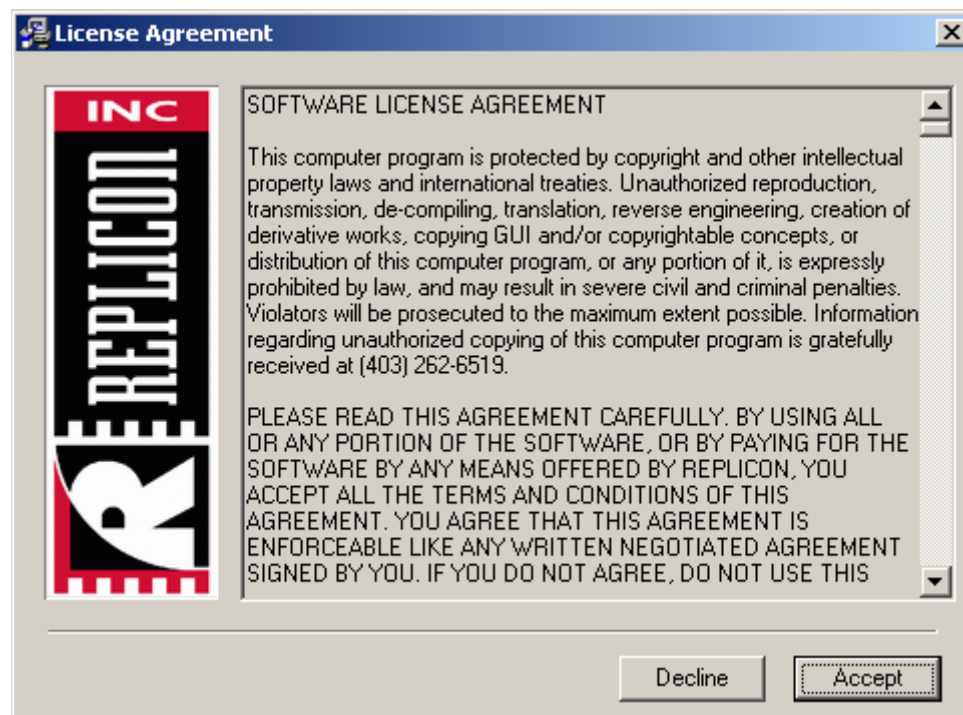 License Agreement
INC
REPLICON
R
SOFTWARE LICENSE AGREEMENT
This computer program is protected by copyright and other intellectual
property laws and international treaties. Unauthorized reproduction,
transmission, de-compiling, translation, reverse engineering, creation of
derivative works, copying GUI and/or copyrightable concepts, or
distribution of this computer program, or any portion of it, is expressly
prohibited by law, and may result in severe civil and criminal penalties.
Violators will be prosecuted to the maximum extent possible. Information
regarding unauthorized copying of this computer program is gratefully
received at (403) 262-6519.
PLEASE READ THIS AGREEMENT CAREFULLY. BY USING ALL
OR ANY PORTION OF THE SOFTWARE, OR BY PAYING FOR THE
SOFTWARE BY ANY MEANS OFFERED BY REPLICON, YOU
ACCEPT ALL THE TERMS AND CONDITIONS OF THIS
AGREEMENT. YOU AGREE THAT THIS AGREEMENT IS
ENFORCEABLE LIKE ANY WRITTEN NEGOTIATED AGREEMENT
SIGNED BY YOU. IF YOU DO NOT AGREE, DO NOT USE THIS
Decline
Accept